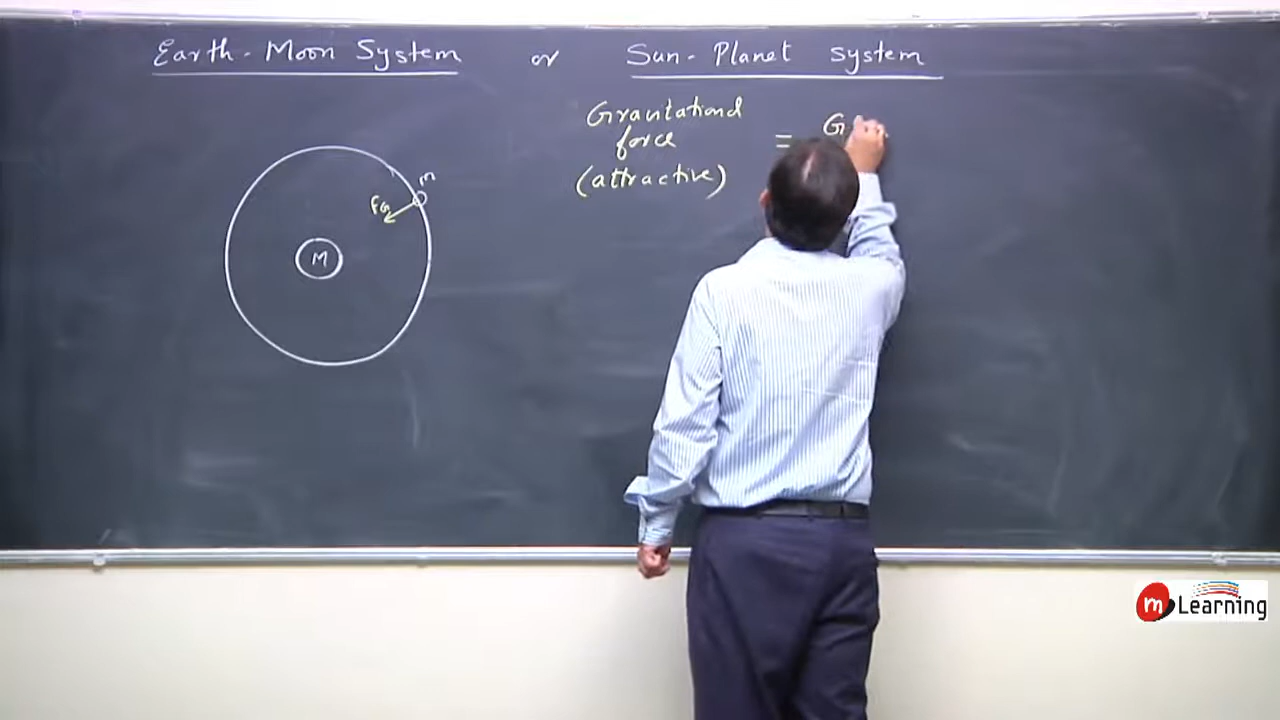 Earth - Moon System or Sun - Planet system
Gravitational
force
=
G
(attractive)
m
FG
M
m Learning